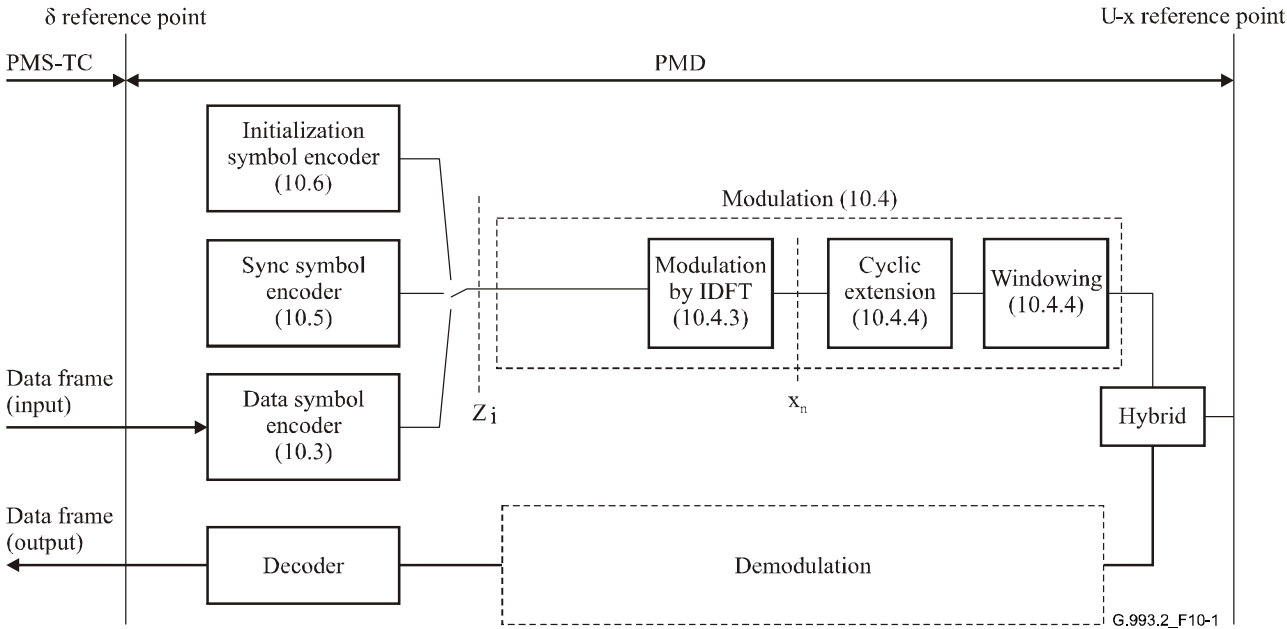 δ reference point
U-x reference point
PMS-TC
PMD
Initialization
symbol encoder
(10.6)
Modulation (10.4)
Sync symbol
encoder
(10.5)
Modulation
by IDFT
(10.4.3)
Cyclic
extension
(10.4.4)
Windowing
(10.4.4)
Data frame
(input)
Data symbol
encoder
(10.3)
Z i
xₙ
Hybrid
Data frame
(output)
Decoder
Demodulation
G.993.2_F10-1